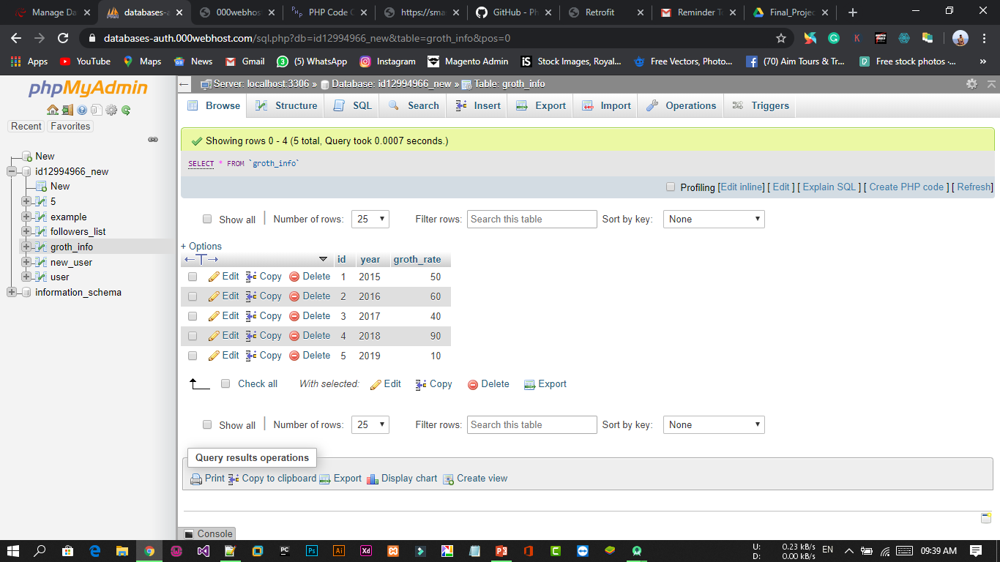 Manage Da
databases-a
000webhos
PHP Code C
https://sma
GitHub - Ph
Retrofit
Reminder T
Final_Projec
databases-auth.000webhost.com/sql.php?db=id12994966_new&table=groth_info&pos=0
Apps
YouTube
Maps
News
Gmail
(5) WhatsApp
Instagram
Magento Admin
Stock Images, Royal...
Free Vectors, Photo...
(70) Aim Tours & Tr...
Free stock photos ·...
»
phpMyAdmin
Recent
Favorites
New
id12994966_new
New
5
example
followers_list
groth_info
new_user
user
information_schema
Server: localhost:3306 » Database: id12994966_new » Table: groth_info
Browse
Structure
SQL
Search
Insert
Export
Import
Operations
Triggers
Showing rows 0 - 4 (5 total, Query took 0.0007 seconds.)
SELECT * FROM `groth_info`
Profiling [Edit inline] [ Edit ] [ Explain SQL ] [ Create PHP code ] [ Refresh]
Show all | Number of rows: 25 Filter rows: Search this table Sort by key: None
+ Options
←T→ id year groth_rate
Edit Copy Delete 1 2015 50
Edit Copy Delete 2 2016 60
Edit Copy Delete 3 2017 40
Edit Copy Delete 4 2018 90
Edit Copy Delete 5 2019 10
Check all With selected: Edit Copy Delete Export
Show all | Number of rows: 25 Filter rows: Search this table Sort by key: None
Query results operations
Print Copy to clipboard Export Display chart Create view
Console
U: 0.23 kB/s
D: 0.00 kB/s
EN
09:39 AM